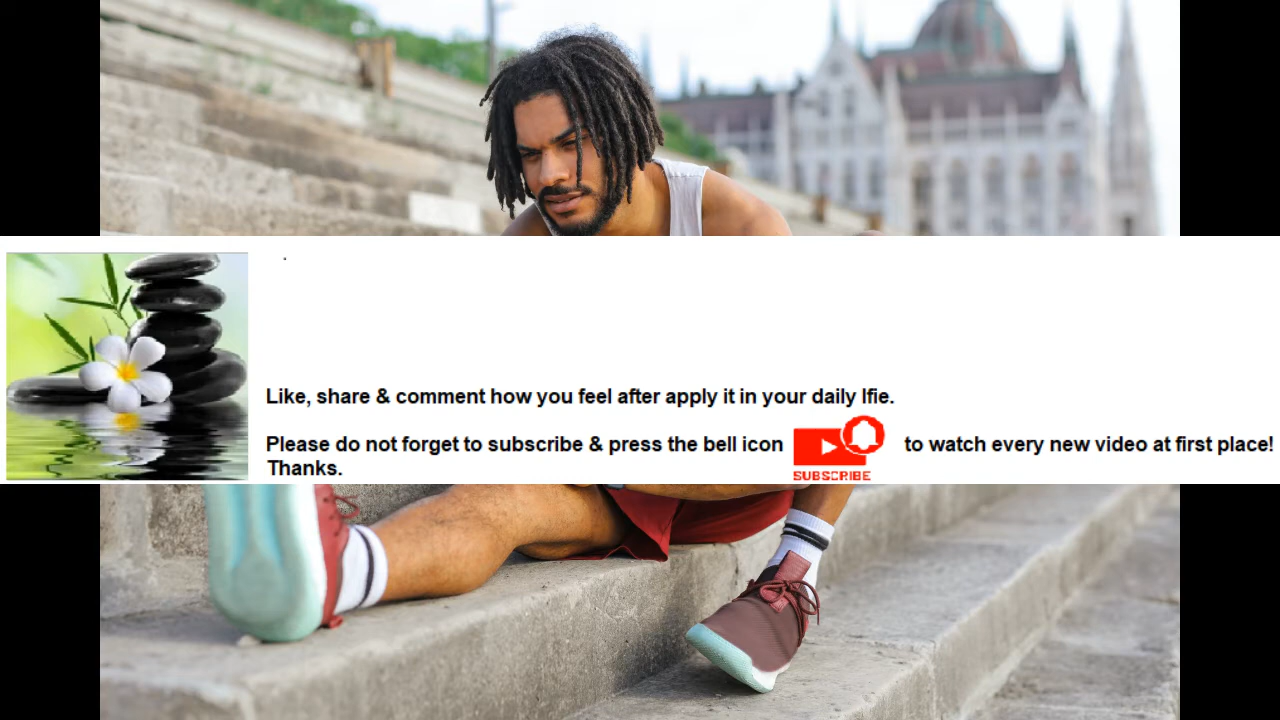 Like, share & comment how you feel after apply it in your daily lfie.
Please do not forget to subscribe & press the bell icon SUBSCRIBE to watch every new video at first place!
Thanks.